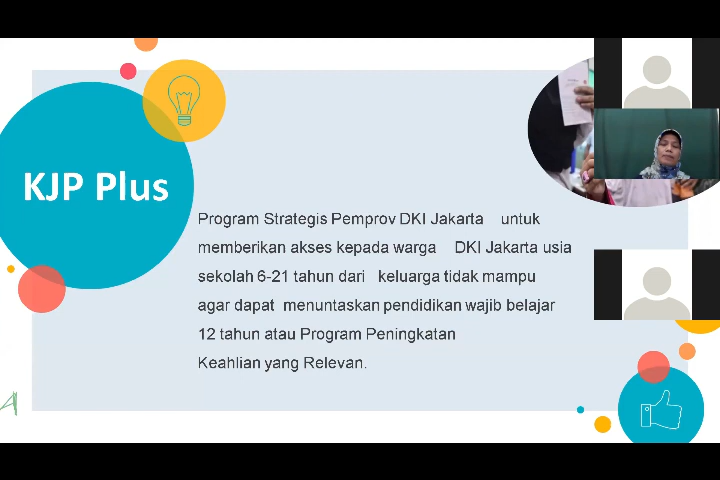 KJP Plus
Program Strategis Pemprov DKI Jakarta untuk
memberikan akses kepada warga DKI Jakarta usia
sekolah 6-21 tahun dari keluarga tidak mampu
agar dapat menuntaskan pendidikan wajib belajar
12 tahun atau Program Peningkatan
Keahlian yang Relevan.